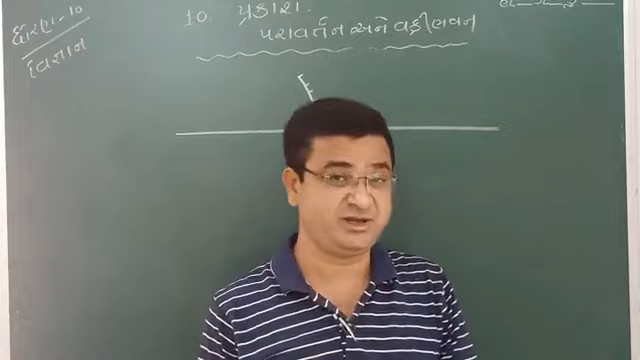 ધોરણ-10
વિજ્ઞાન
10. પ્રકાશ.
પરાવર્તન અને વક્રીભવન